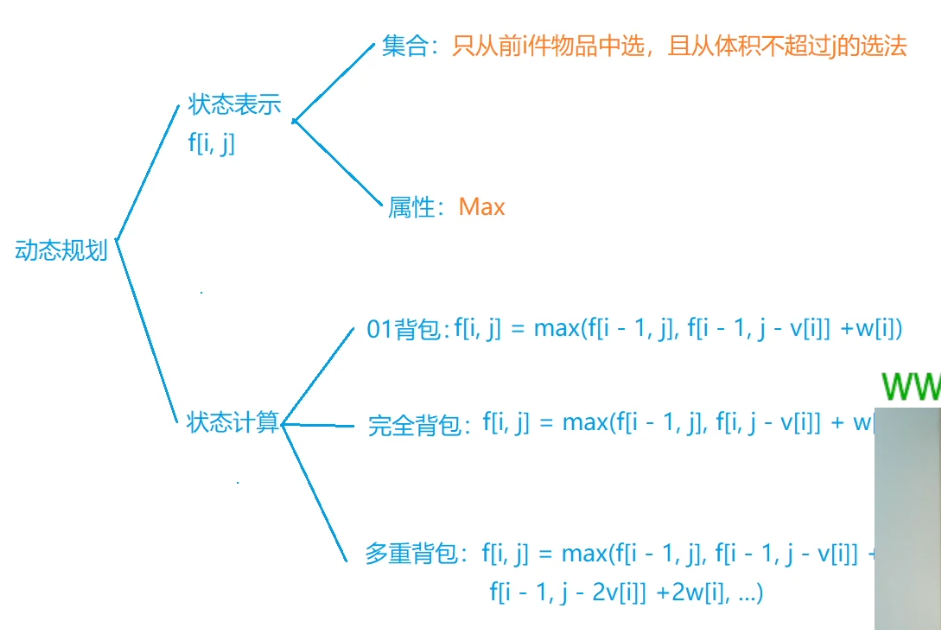 集合：只从前i件物品中选，且从体积不超过j的选法
状态表示
f[i, j]
属性：Max
动态规划
01背包：f[i, j] = max(f[i - 1, j], f[i - 1, j - v[i]] +w[i])
WW
状态计算
完全背包：f[i, j] = max(f[i - 1, j], f[i, j - v[i]] + w[
多重背包：f[i, j] = max(f[i - 1, j], f[i - 1, j - v[i]] +
f[i - 1, j - 2v[i]] +2w[i], ...)